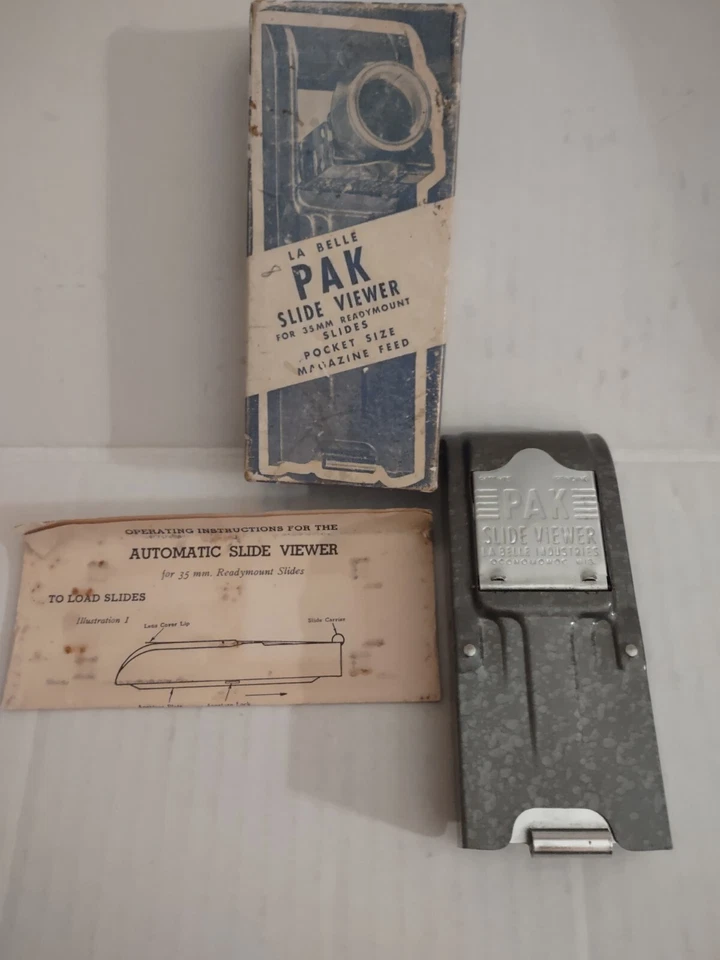 LA BELLE
PAK
SLIDE VIEWER
FOR 35MM READYMOUNT
SLIDES
POCKET SIZE
MAGAZINE FEED
OPERATING INSTRUCTIONS FOR THE
AUTOMATIC SLIDE VIEWER
for 35 mm. Readymount Slides
TO LOAD SLIDES
Illustration I
Lens Cover Lip
Slide Carrier
PAK
SLIDE VIEWER
LA BELLE INDUSTRIES
OCONOMOWOC WIS.